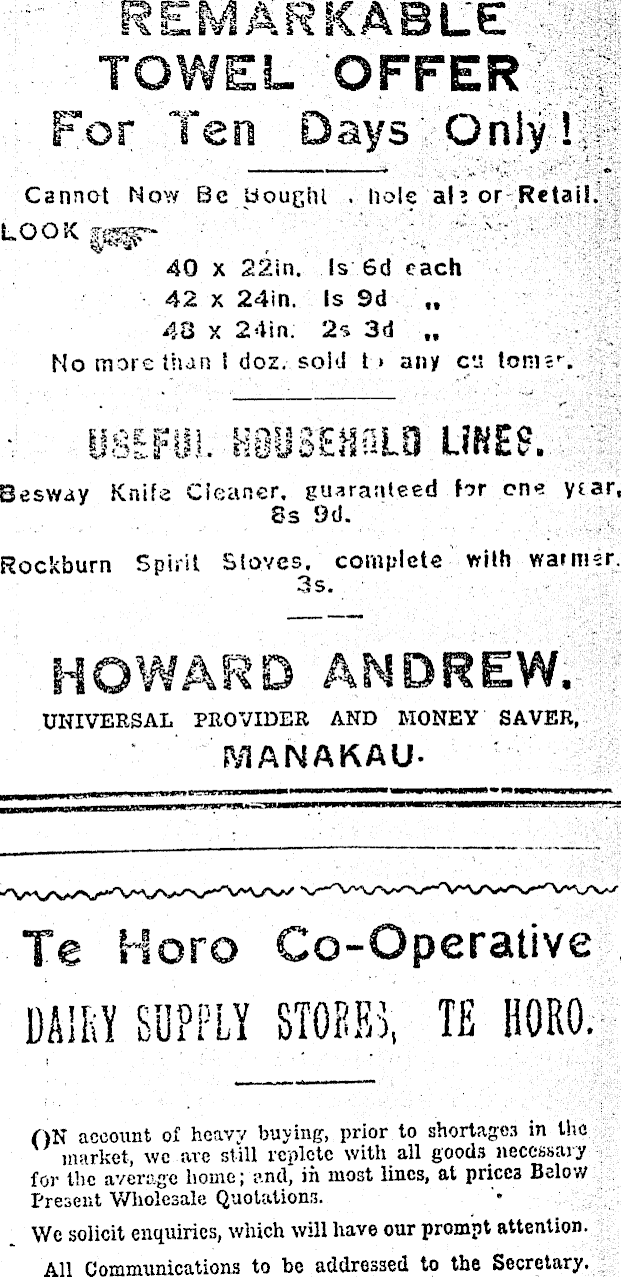 REMARKABLE
TOWEL OFFER
For Ten Days Only!
Cannot Now Be Bought or Retail.
LOOK
40 x 22in. 1s 6d each
42 x 24in. 1s 9d „
48 x 24in. 2s 3d „
No more than 1 doz. sold to any customer.
USEFUL HOUSEHOLD LINES.
Besway Knife Cleaner, guaranteed for one year,
8s 9d.
Rockburn Spirit Stoves, complete with warmer.
3s.
HOWARD ANDREW.
UNIVERSAL PROVIDER AND MONEY SAVER,
MANAKAU.
Te Horo Co-Operative
DAIRY SUPPLY STORES, TE HORO.
ON account of heavy buying, prior to shortages in the
market, we are still replete with all goods necessary
for the average home; and, in most lines, at prices Below
Present Wholesale Quotations.
We solicit enquiries, which will have our prompt attention.
All Communications to be addressed to the Secretary.